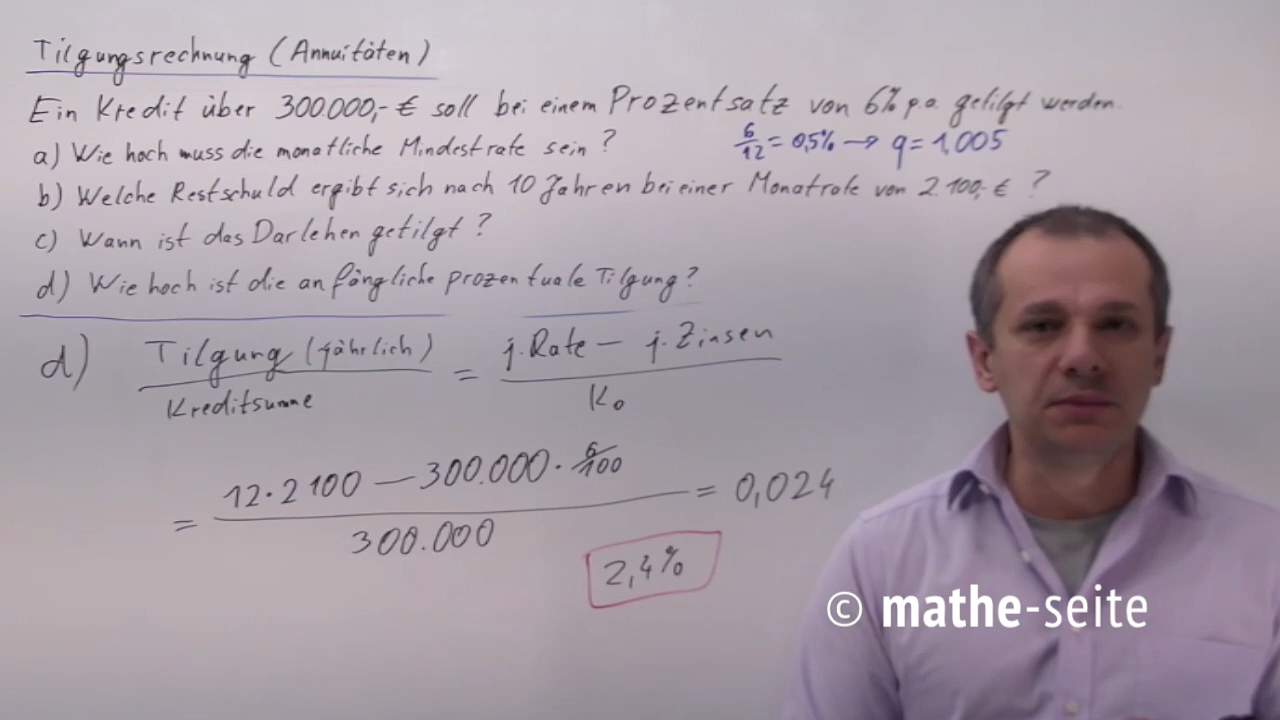 Tilgungsrechnung (Annuitäten)
Ein Kredit über 300.000,- € soll bei einem Prozentsatz von 6% p.a. getilgt werden.
a) Wie hoch muss die monatliche Mindestrate sein?
6/12 = 0,5% → q = 1,005
b) Welche Restschuld ergibt sich nach 10 Jahren bei einer Monatrate von 2.100,- € ?
c) Wann ist das Darlehen getilgt?
d) Wie hoch ist die anfängliche prozentuale Tilgung?
d) Tilgung (jährlich) / Kreditsumme = j. Rate - j. Zinsen / K₀
= 12·2100 — 300.000 · 6/100 / 300.000 = 0,024
2,4%
© mathe-seite